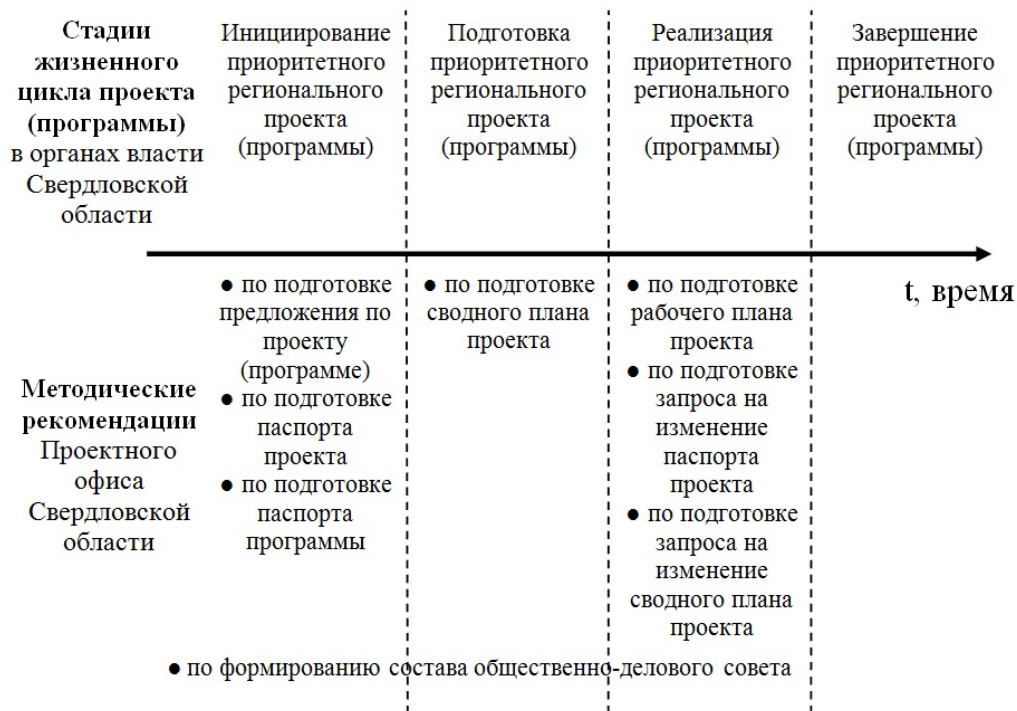 Стадии
жизненного
цикла проекта
(программы)
в органах власти
Свердловской
области
Инициирование
приоритетного
регионального
проекта
(программы)
Подготовка
приоритетного
регионального
проекта
(программы)
Реализация
приоритетного
регионального
проекта
(программы)
Завершение
приоритетного
регионального
проекта
(программы)
t, время
Методические
рекомендации
Проектного
офиса
Свердловской
области
● по подготовке
предложения по
проекту
(программе)
● по подготовке
паспорта
проекта
● по подготовке
паспорта
программы
● по подготовке
сводного плана
проекта
● по подготовке
рабочего плана
проекта
● по подготовке
запроса на
изменение
паспорта
проекта
● по подготовке
запроса на
изменение
сводного плана
проекта
● по формированию состава общественно-делового совета